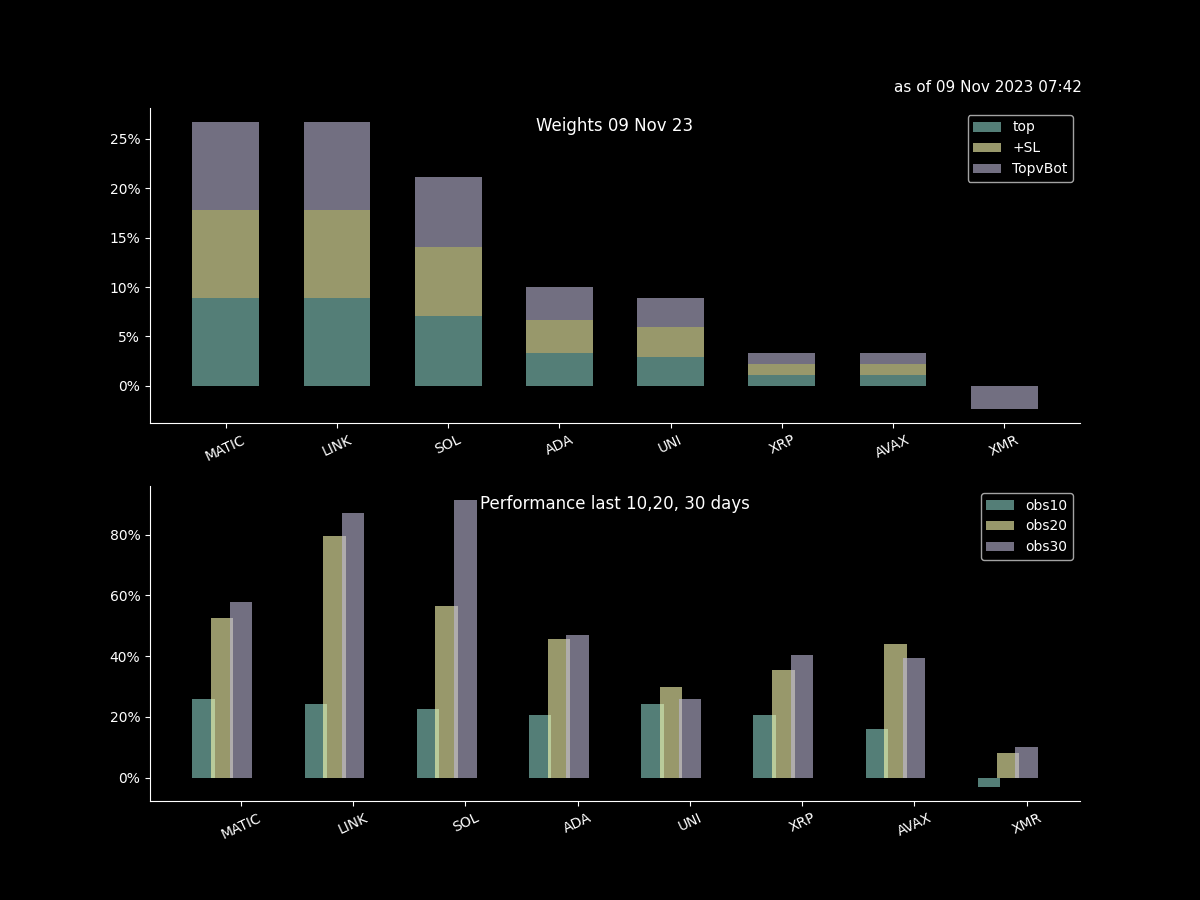 as of 09 Nov 2023 07:42
Weights 09 Nov 23
top
+SL
TopvBot
25%
20%
15%
10%
5%
0%
MATIC LINK SOL ADA UNI XRP AVAX XMR
Performance last 10,20, 30 days
obs10
obs20
obs30
80%
60%
40%
20%
0%
MATIC LINK SOL ADA UNI XRP AVAX XMR